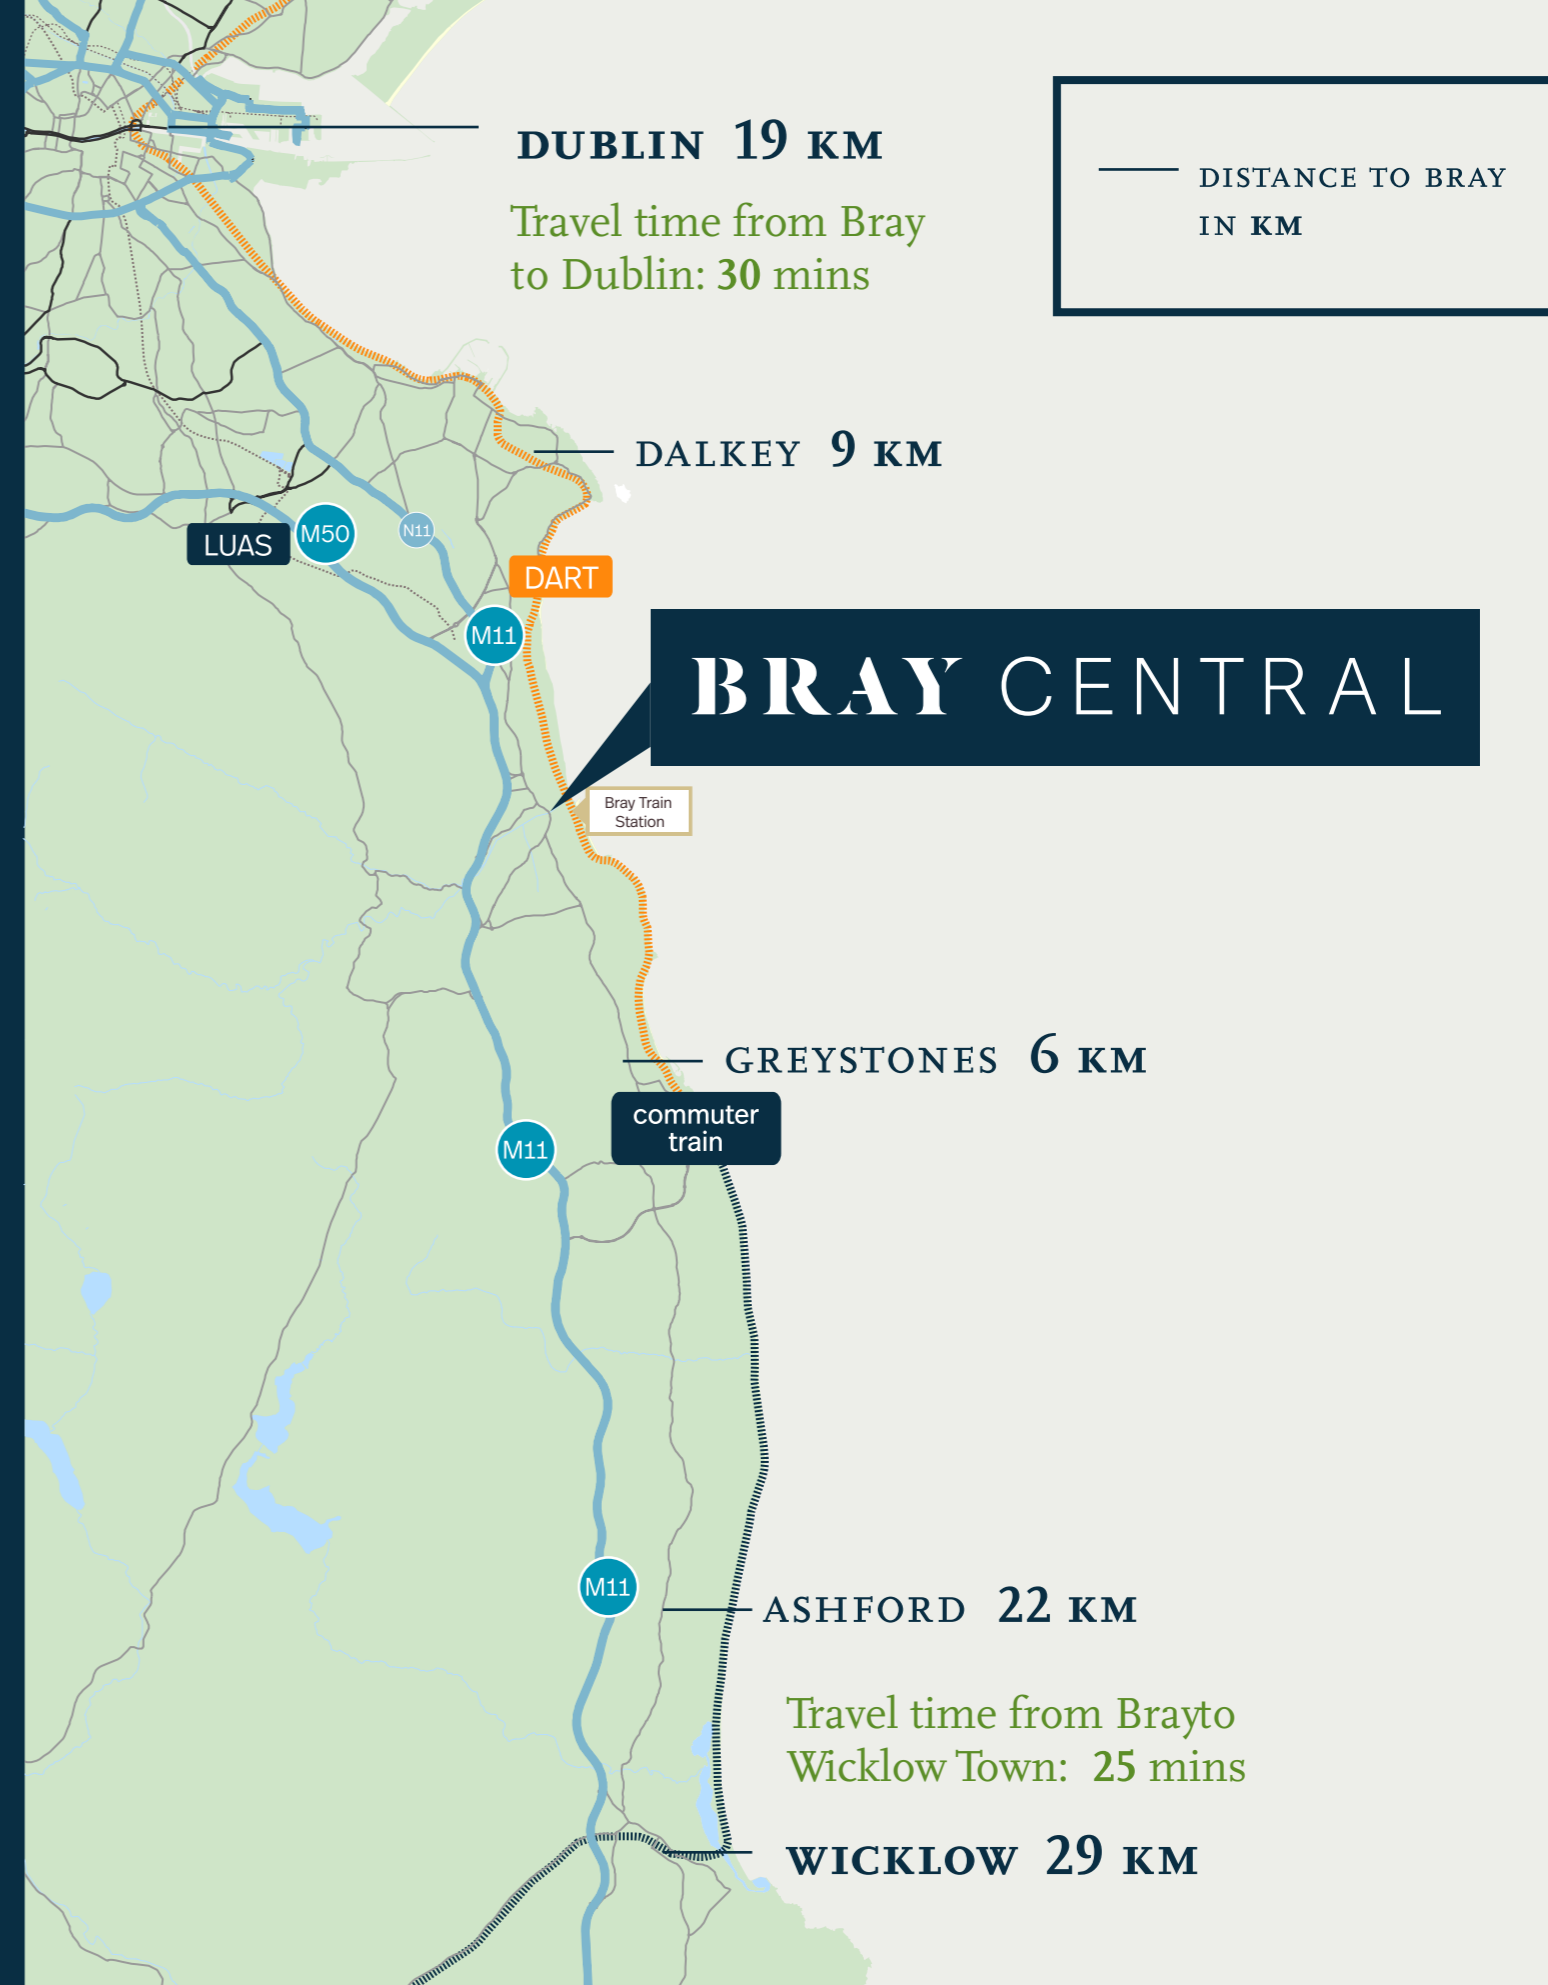 DUBLIN 19 KM
Travel time from Bray
to Dublin: 30 mins
DISTANCE TO BRAY
IN KM
DALKEY 9 KM
LUAS
M50
N11
DART
M11
BRAY CENTRAL
Bray Train
Station
GREYSTONES 6 KM
commuter
train
M11
M11
ASHFORD 22 KM
Travel time from Brayto
Wicklow Town: 25 mins
WICKLOW 29 KM